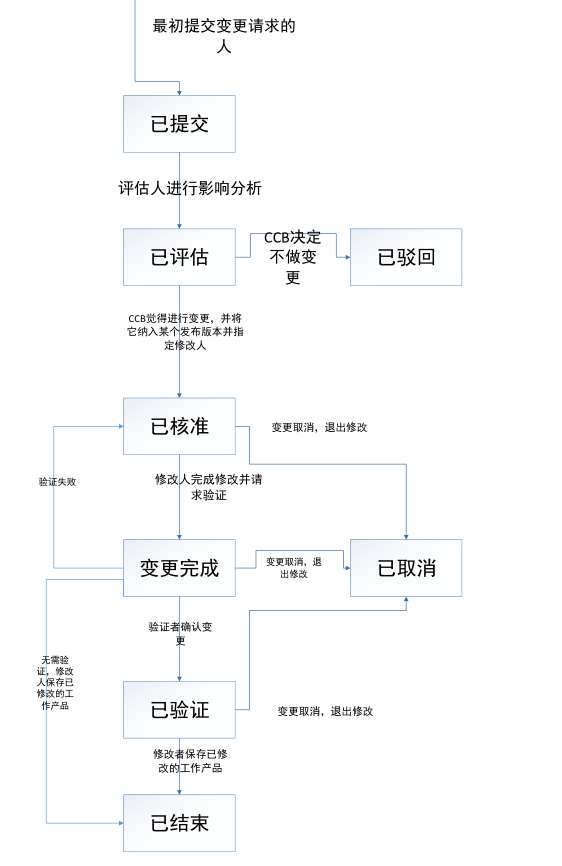 最初提交变更请求的
人
已提交
评估人进行影响分析
已评估
CCB决定
不做变
更
已驳回
CCB觉得进行变更，并将
它纳入某个发布版本并指
定修改人
已核准
变更取消，退出修改
验证失败
修改人完成修改并请
求验证
变更完成
变更取消，退
出修改
已取消
验证者确认变
更
无需验
证，修改
人保存已
修改的工
作产品
已验证
变更取消，退出修改
修改者保存已修
改的工作产品
已结束